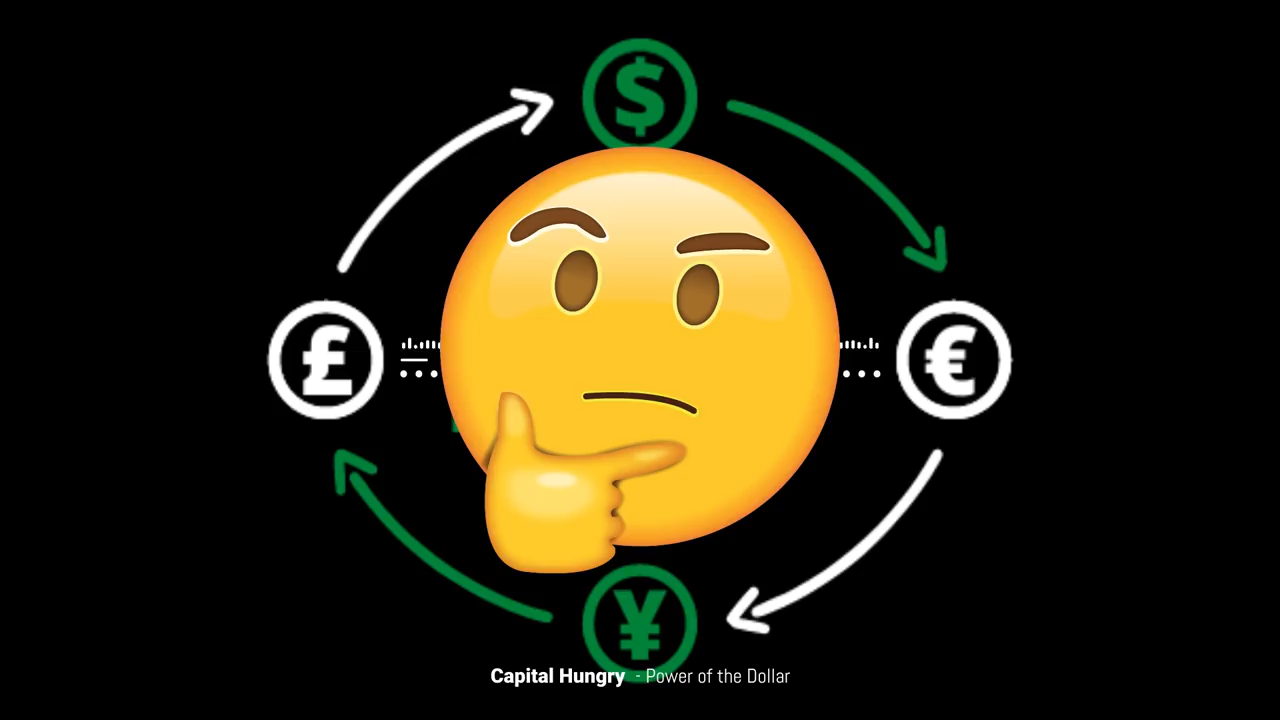 $
£
€
¥
Capital Hungry - Power of the Dollar